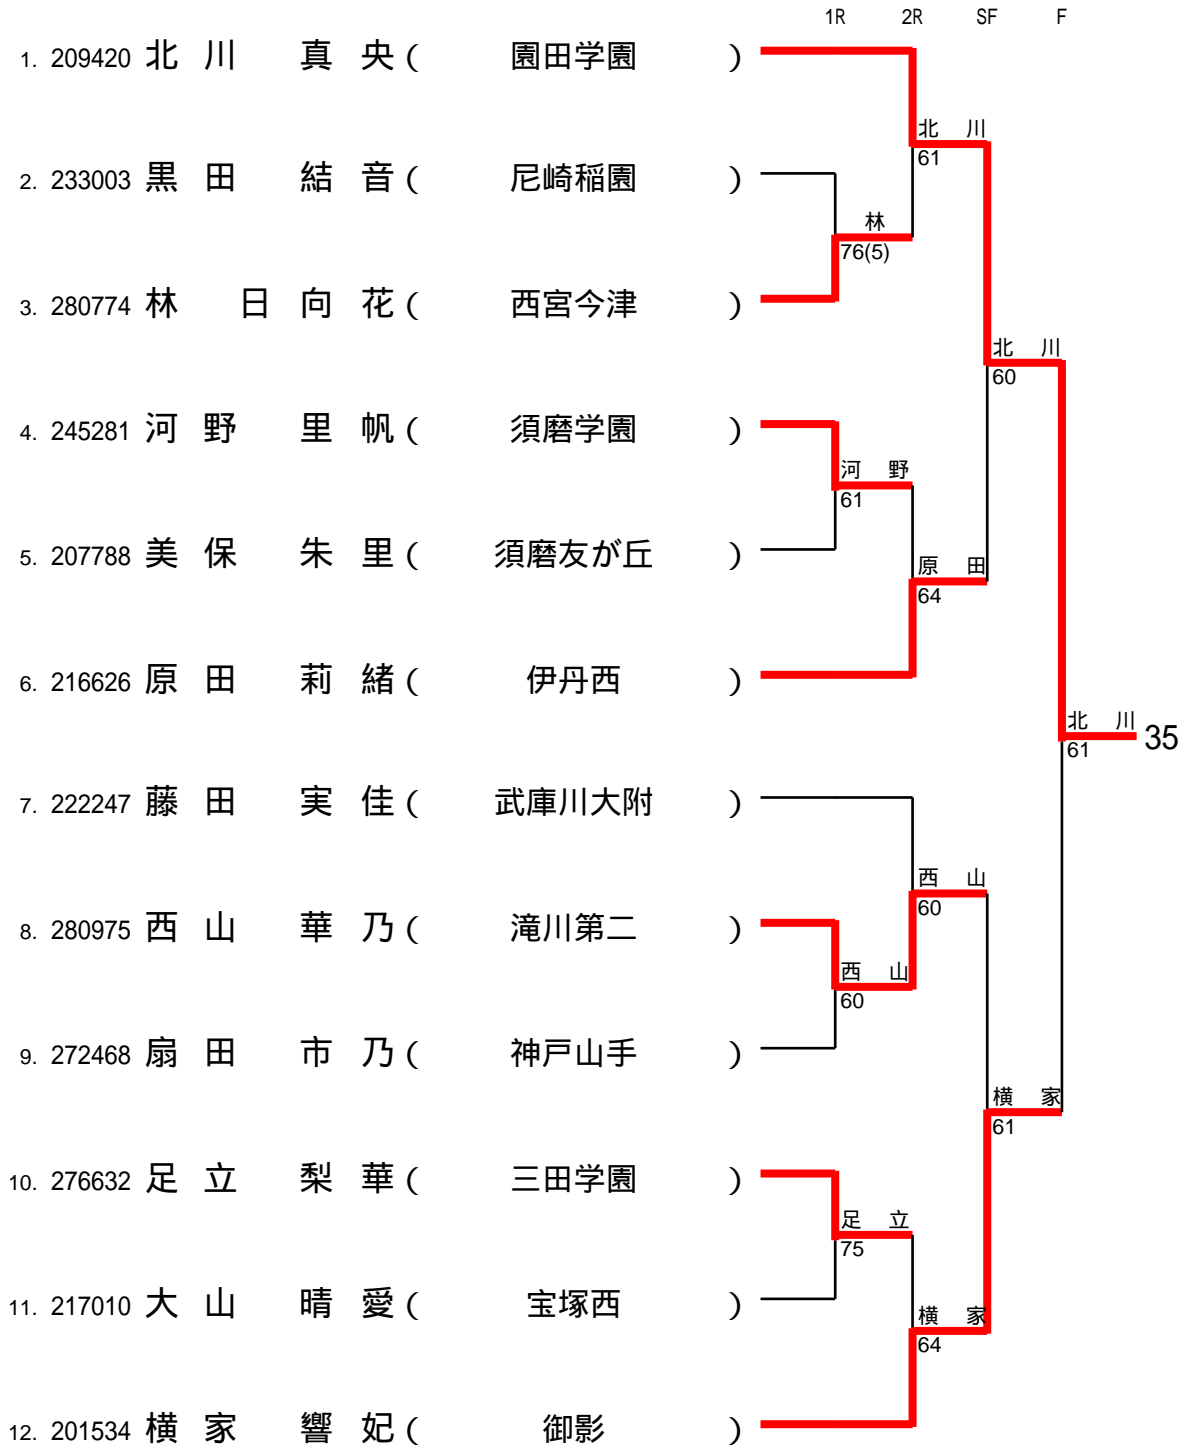 1R 2R SF F
1. 209420 北川 真央 ( 園田学園 )
北川
61
2. 233003 黒田 結音 ( 尼崎稲園 )
林
76(5)
3. 280774 林 日向花 ( 西宮今津 )
北川
60
4. 245281 河野 里帆 ( 須磨学園 )
河野
61
5. 207788 美保 朱里 ( 須磨友が丘 )
原田
64
6. 216626 原田 莉緒 ( 伊丹西 )
北川
61 35
7. 222247 藤田 実佳 ( 武庫川大附 )
西山
60
8. 280975 西山 華乃 ( 滝川第二 )
西山
60
9. 272468 扇田 市乃 ( 神戸山手 )
横家
61
10. 276632 足立 梨華 ( 三田学園 )
足立
75
11. 217010 大山 晴愛 ( 宝塚西 )
横家
64
12. 201534 横家 響妃 ( 御影 )